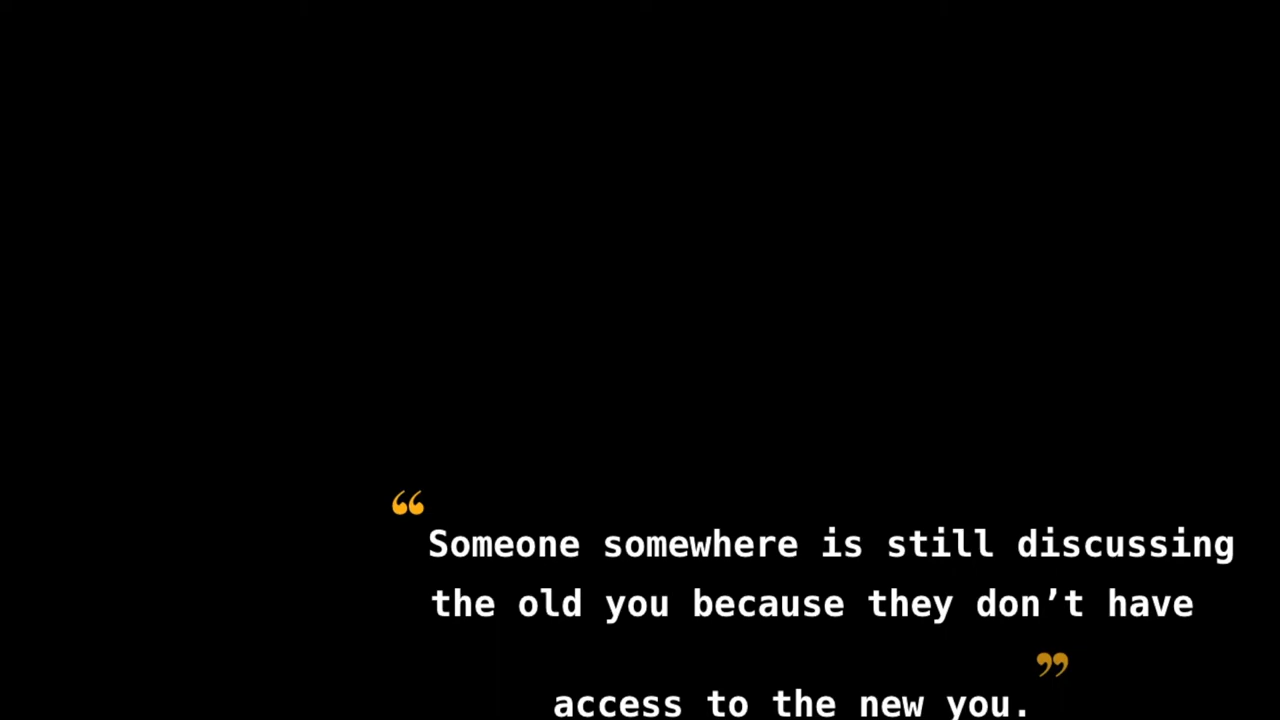 “Someone somewhere is still discussing
the old you because they don’t have
access to the new you.”